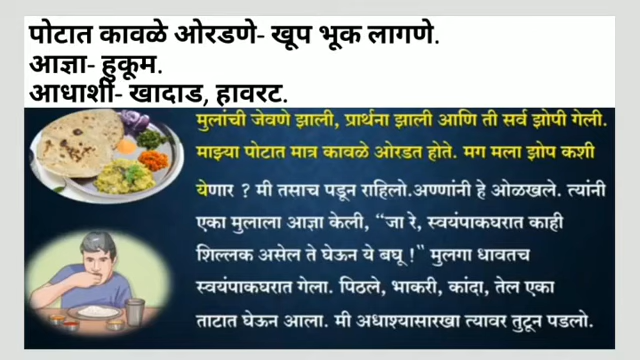 पोटात कावळे ओरडणे- खूप भूक लागणे.
आज्ञा- हुकूम.
आधाशी- खादाड, हावरट.
मुलांची जेवणे झाली, प्रार्थना झाली आणि ती सर्व झोपी गेली.
माझ्या पोटात मात्र कावळे ओरडत होते. मग मला झोप कशी
येणार ? मी तसाच पडून राहिलो.अण्णांनी हे ओळखले. त्यांनी
एका मुलाला आज्ञा केली, “जा रे, स्वयंपाकघरात काही
शिल्लक असेल ते घेऊन ये बघू !" मुलगा धावतच
स्वयंपाकघरात गेला. पिठले, भाकरी, कांदा, तेल एका
ताटात घेऊन आला. मी अधाश्यासारखा त्यावर तुटून पडलो.